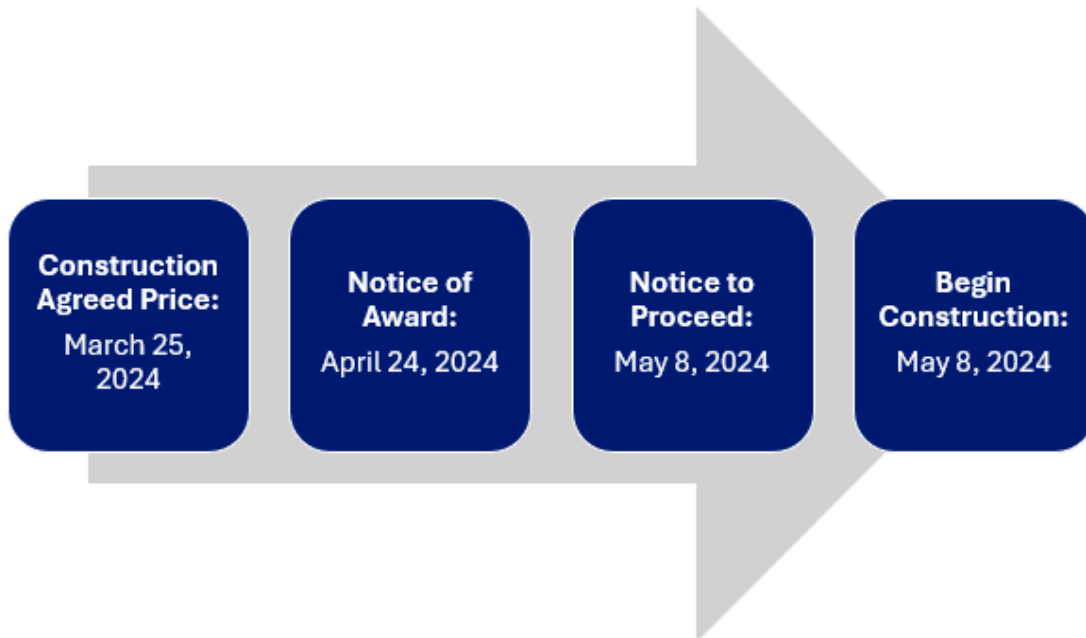 Construction
Agreed Price:
March 25,
2024
Notice of
Award:
April 24, 2024
Notice to
Proceed:
May 8, 2024
Begin
Construction:
May 8, 2024